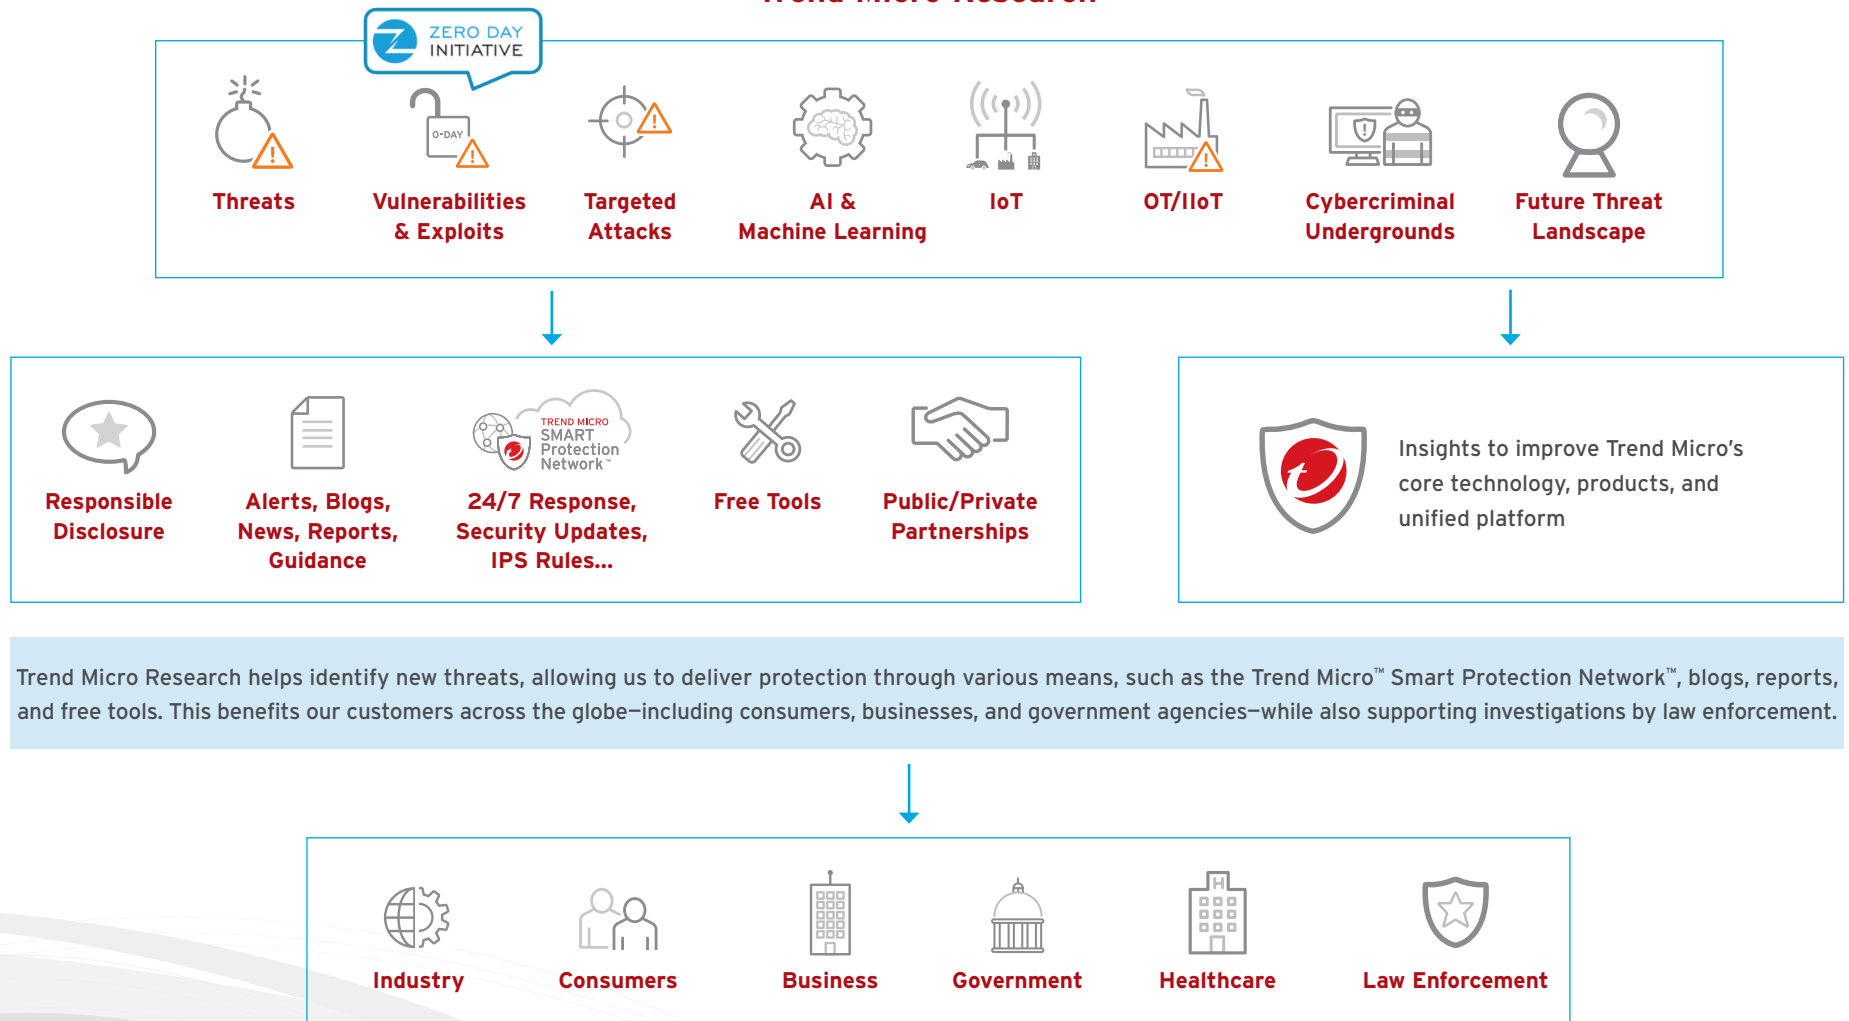 Trend Micro Research
ZERO DAY
INITIATIVE
0-DAY
Threats
Vulnerabilities
& Exploits
Targeted
Attacks
AI &
Machine Learning
IoT
OT/IIoT
Cybercriminal
Undergrounds
Future Threat
Landscape
Responsible
Disclosure
Alerts, Blogs,
News, Reports,
Guidance
TREND MICRO
SMART
Protection
Network™
24/7 Response,
Security Updates,
IPS Rules...
Free Tools
Public/Private
Partnerships
Insights to improve Trend Micro's
core technology, products, and
unified platform
Trend Micro Research helps identify new threats, allowing us to deliver protection through various means, such as the Trend Micro™ Smart Protection Network™, blogs, reports,
and free tools. This benefits our customers across the globe—including consumers, businesses, and government agencies—while also supporting investigations by law enforcement.
Industry
Consumers
Business
Government
H
Healthcare
Law Enforcement